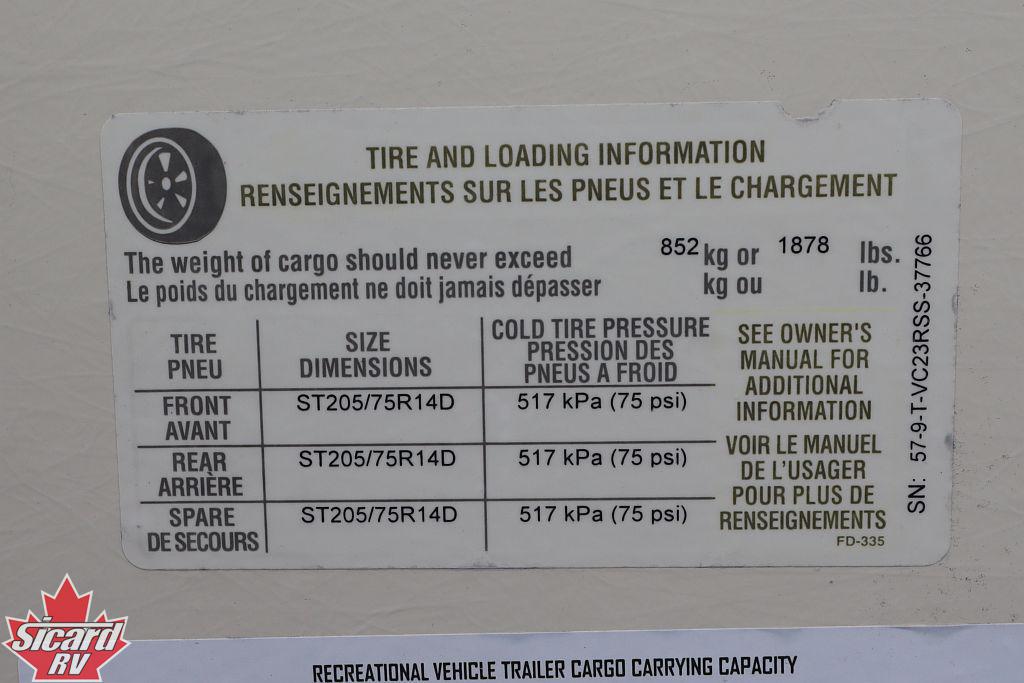 TIRE AND LOADING INFORMATION
RENSEIGNEMENTS SUR LES PNEUS ET LE CHARGEMENT
The weight of cargo should never exceed 852 kg or 1878 lbs.
Le poids du chargement ne doit jamais dépasser kg ou lb.
TIRE
PNEU
SIZE
DIMENSIONS
COLD TIRE PRESSURE
PRESSION DES
PNEUS A FROID
FRONT
AVANT
ST205/75R14D
517 kPa (75 psi)
REAR
ARRIÈRE
ST205/75R14D
517 kPa (75 psi)
SPARE
DE SECOURS
ST205/75R14D
517 kPa (75 psi)
SEE OWNER'S
MANUAL FOR
ADDITIONAL
INFORMATION
VOIR LE MANUEL
DE L'USAGER
POUR PLUS DE
RENSEIGNEMENTS
FD-335
SN: 57-9-T-VC23RSS-37766
Sicard
RV
RECREATIONAL VEHICLE TRAILER CARGO CARRYING CAPACITY